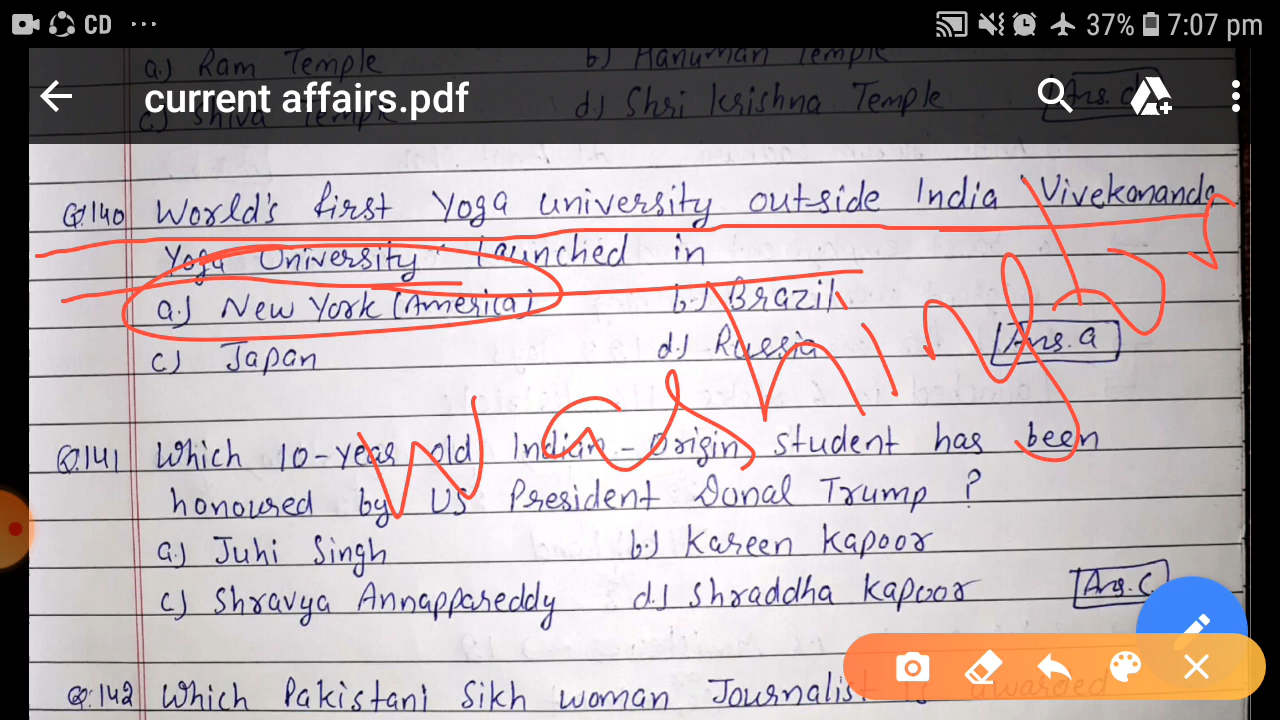 CD ... 37% 7:07 pm
a.) Ram Temple b.) Hanuman Temple
current affairs.pdf
c.) Shiva Temple d.) Shri Krishna Temple Ans. d
Q.140 World's first Yoga university outside India 'Vivekananda
Yoga University' launched in
a.) New York (America) b.) Brazil
c) Japan d.) Russia Ans. a
Washington
Q.141 Which 10-year old Indian-Origin student has been
honoured by US President Donal Trump ?
a.) Juhi Singh b.) Kareen Kapoor
c) Shravya Annappareddy d.) Shraddha Kapoor Ans. C
Q.142 Which Pakistani Sikh woman Journalist is awarded